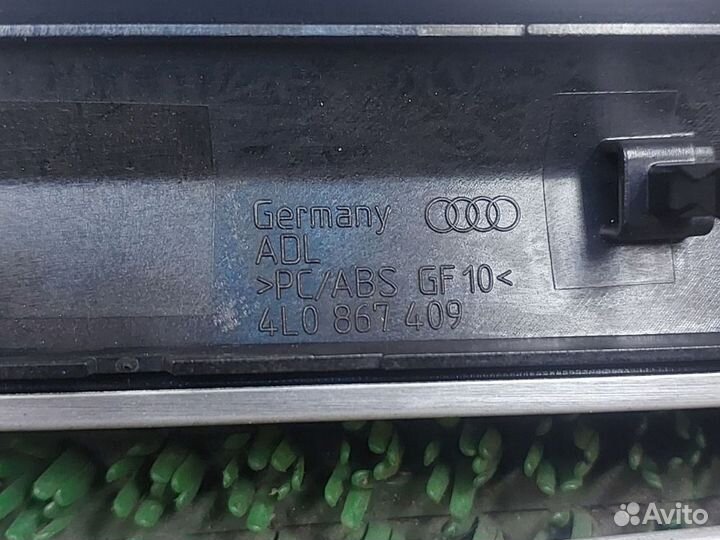 Germany
ADL
>PC/ABS GF10<
4L0 867 409
Avito